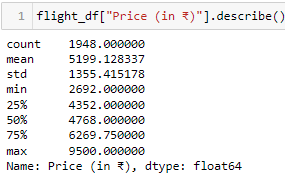 1 flight_df["Price (in ₹)"].describe()
count 1948.000000
mean 5199.128337
std 1355.415178
min 2692.000000
25% 4352.000000
50% 4768.000000
75% 6269.750000
max 9500.000000
Name: Price (in ₹), dtype: float64